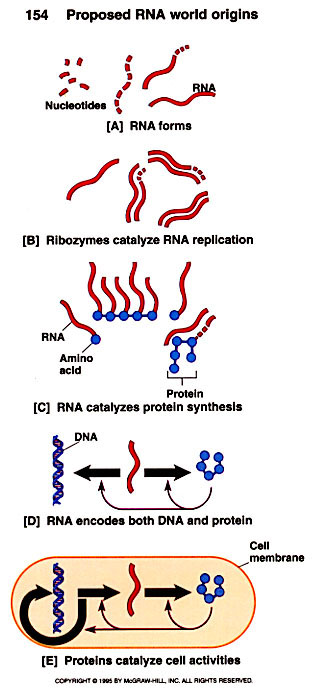 154 Proposed RNA world origins
Nucleotides
RNA
[A] RNA forms
[B] Ribozymes catalyze RNA replication
RNA
Amino
acid
Protein
[C] RNA catalyzes protein synthesis
DNA
[D] RNA encodes both DNA and protein
Cell
membrane
[E] Proteins catalyze cell activities
COPYRIGHT © 1995 BY McGRAW-HILL, INC. ALL RIGHTS RESERVED.